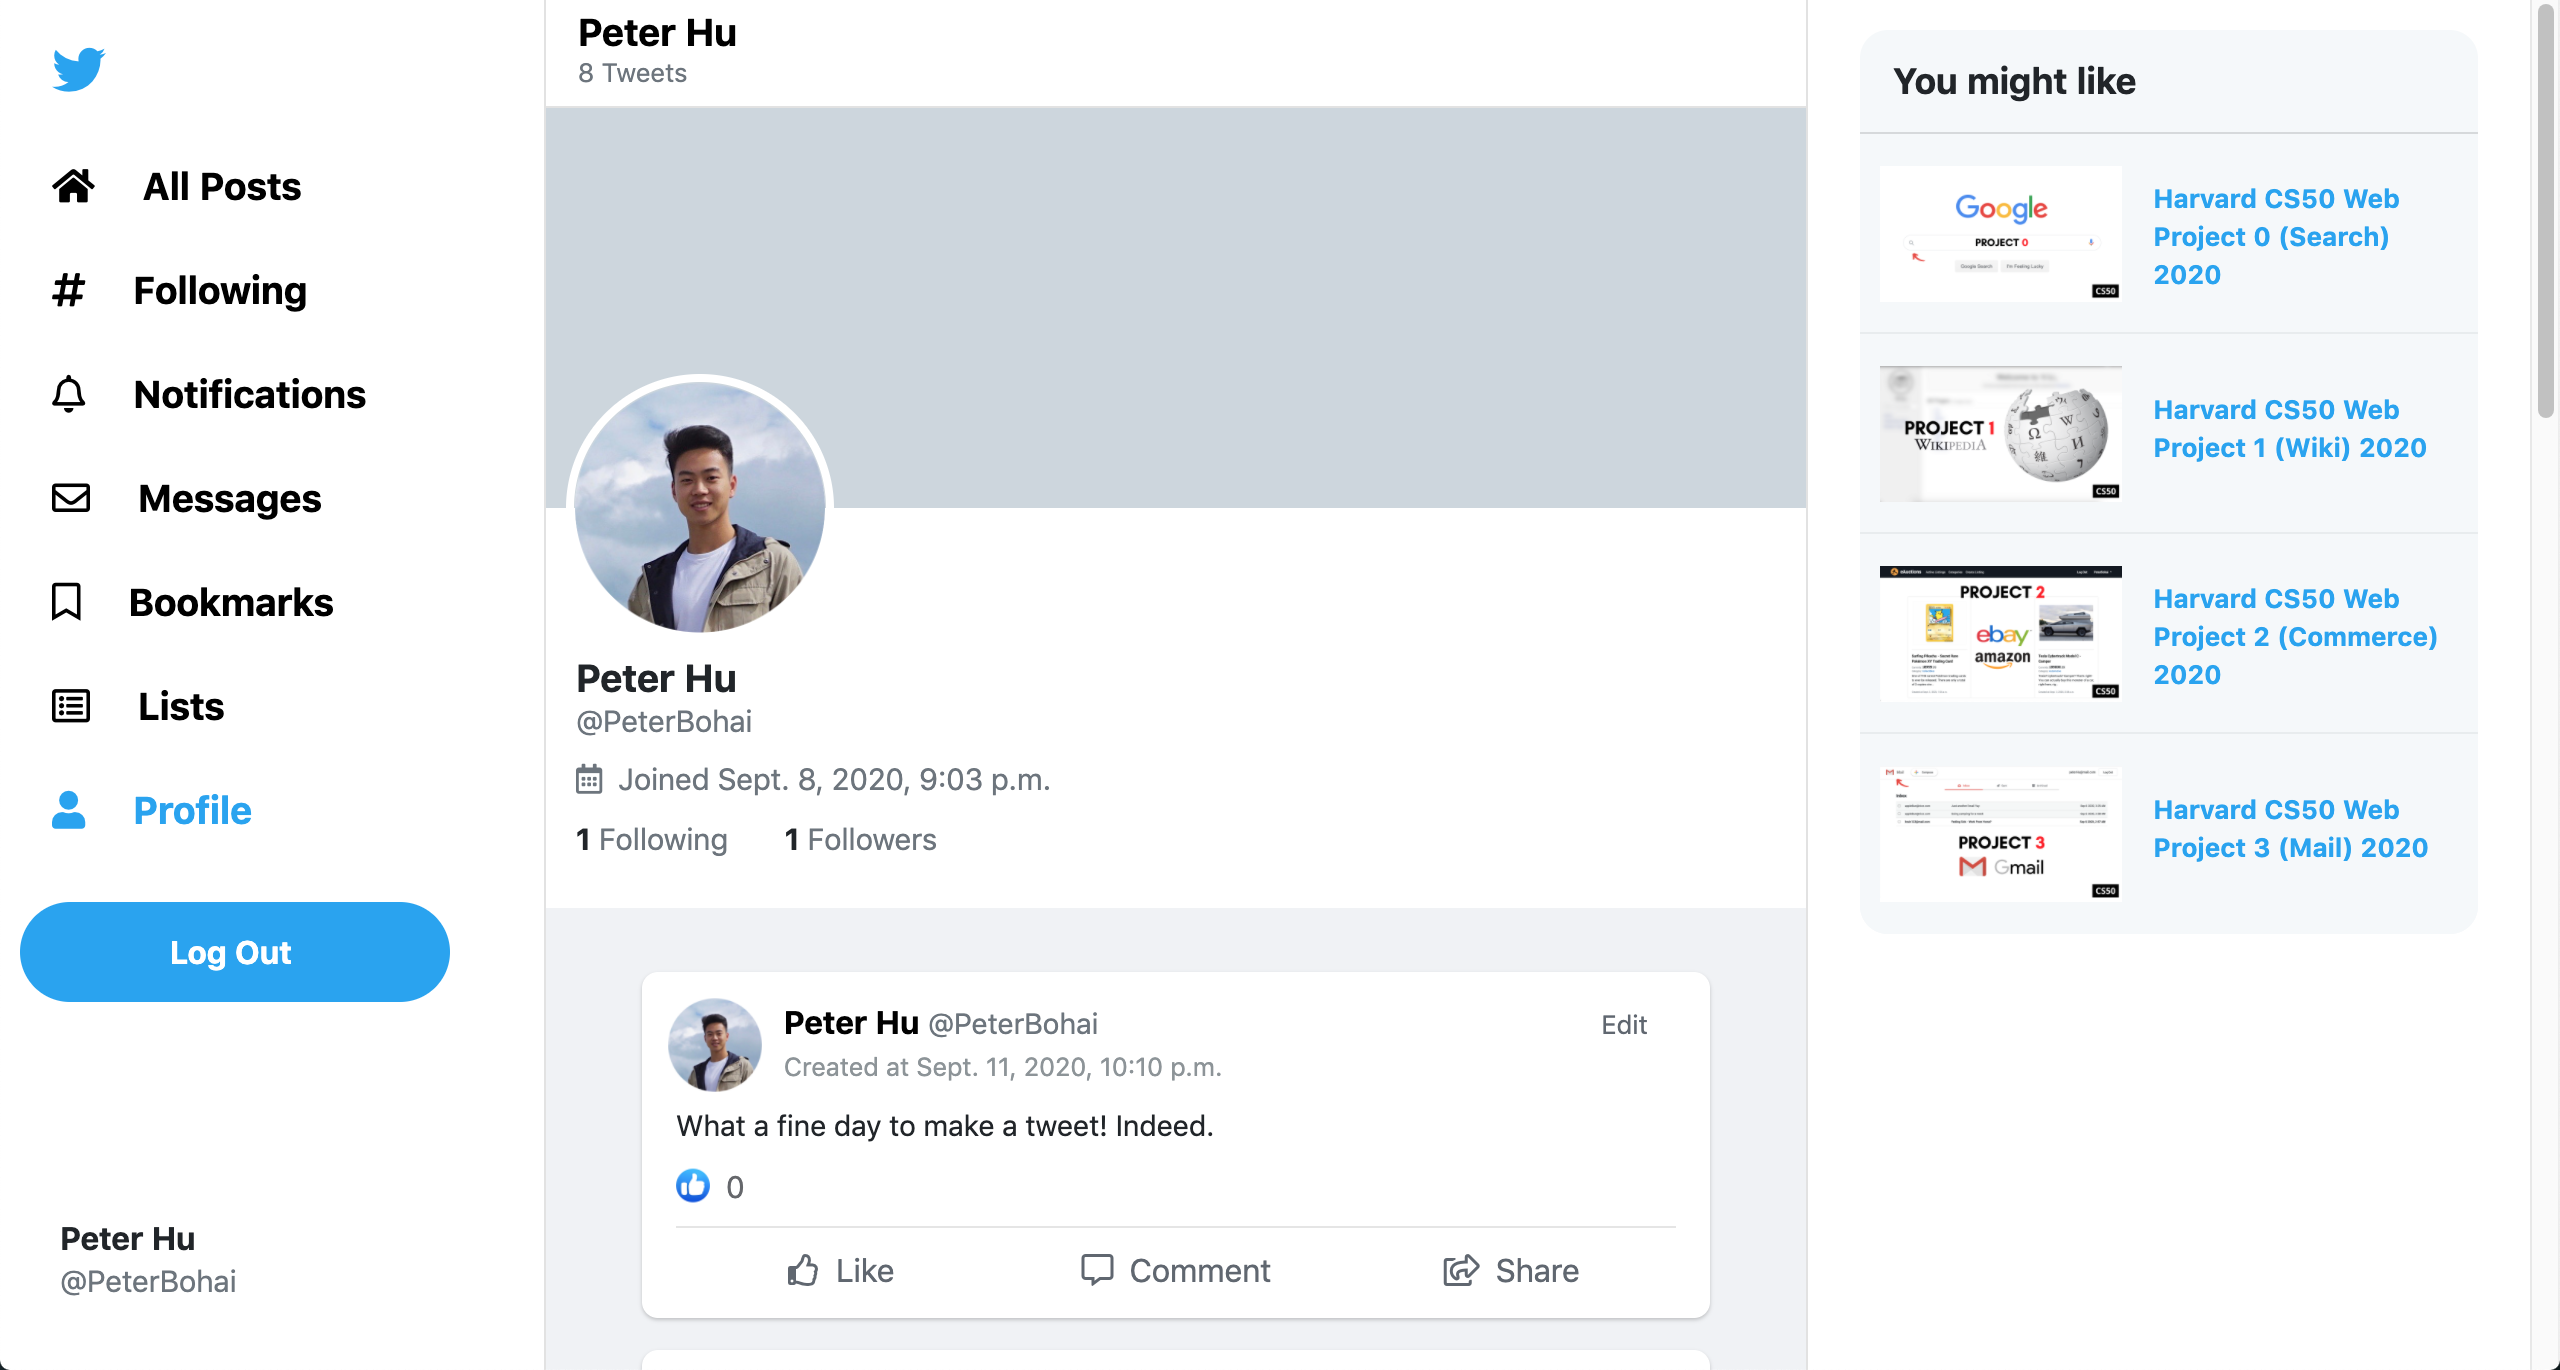 Peter Hu
8 Tweets
All Posts
Following
Notifications
Messages
Bookmarks
Lists
Profile
Log Out
Peter Hu
@PeterBohai
Peter Hu
@PeterBohai
Joined Sept. 8, 2020, 9:03 p.m.
1 Following 1 Followers
Peter Hu @PeterBohai
Edit
Created at Sept. 11, 2020, 10:10 p.m.
What a fine day to make a tweet! Indeed.
0
Like Comment Share
You might like
Google
PROJECT 0
Google Search I'm Feeling Lucky
CS50
Harvard CS50 Web
Project 0 (Search)
2020
PROJECT 1
WIKIPEDIA
CS50
Harvard CS50 Web
Project 1 (Wiki) 2020
PROJECT 2
ebay
amazon
CS50
Harvard CS50 Web
Project 2 (Commerce)
2020
PROJECT 3
Gmail
CS50
Harvard CS50 Web
Project 3 (Mail) 2020